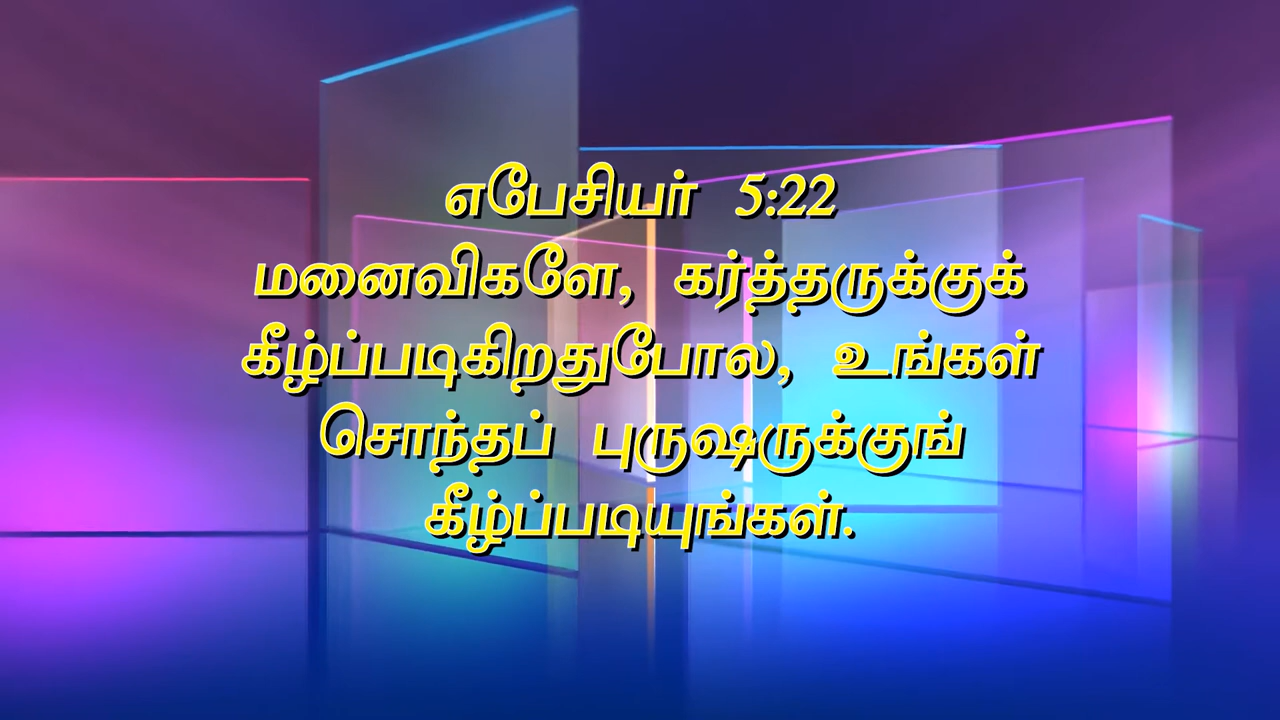 எபேசியர் 5:22
மனைவிகளே, கர்த்தருக்குக்
கீழ்ப்படிகிறதுபோல, உங்கள்
சொந்தப் புருஷருக்குங்
கீழ்ப்படியுங்கள்.